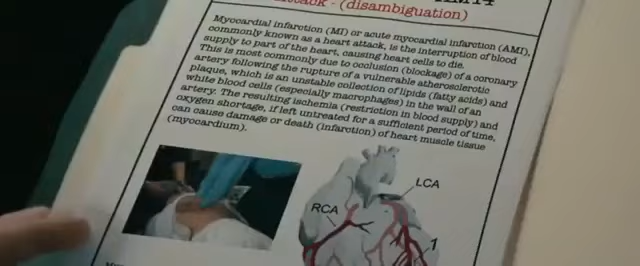 ttack - (disambiguation)
Myocardial infarction (MI) or acute myocardial infarction (AMI),
commonly known as a heart attack, is the interruption of blood
supply to part of the heart, causing heart cells to die.
This is most commonly due to occlusion (blockage) of a coronary
artery following the rupture of a vulnerable atherosclerotic
plaque, which is an unstable collection of lipids (fatty acids) and
white blood cells (especially macrophages) in the wall of an
artery. The resulting ischemia (restriction in blood supply) and
oxygen shortage, if left untreated for a sufficient period of time,
can cause damage or death (infarction) of heart muscle tissue
(myocardium).
LCA
RCA
1